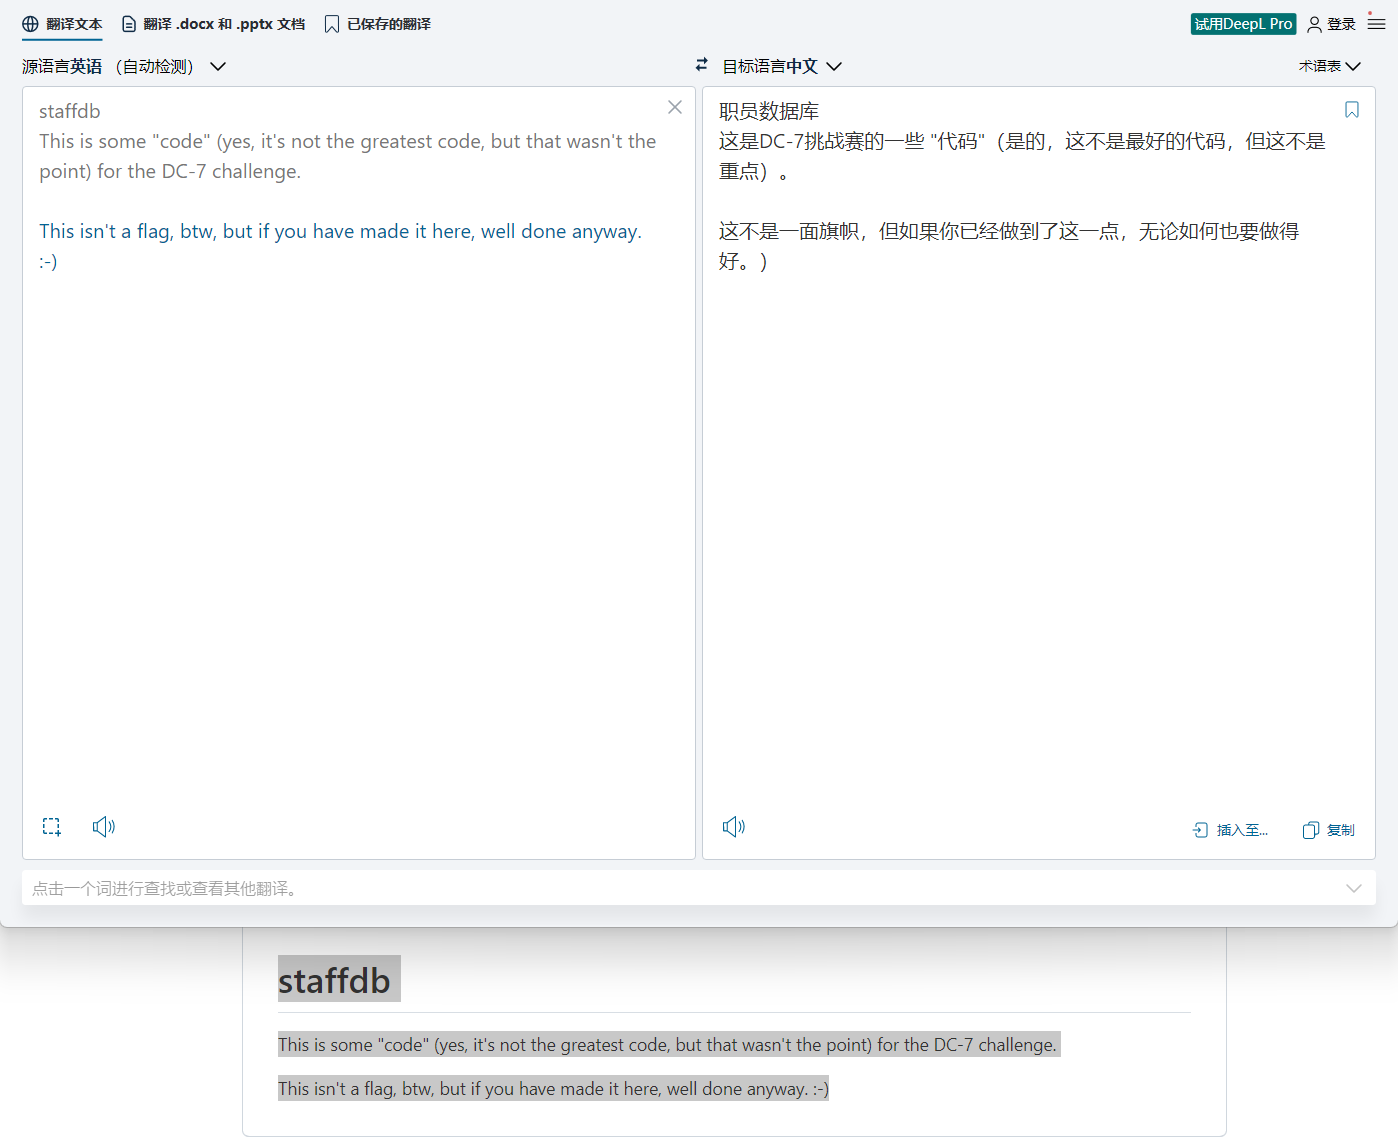 翻译文本 翻译 .docx 和 .pptx 文档 已保存的翻译 试用DeepL Pro 登录
源语言英语 （自动检测） 目标语言中文 术语表
staffdb
This is some "code" (yes, it's not the greatest code, but that wasn't the
point) for the DC-7 challenge.
This isn't a flag, btw, but if you have made it here, well done anyway.
:-)
职员数据库
这是DC-7挑战赛的一些 "代码"（是的，这不是最好的代码，但这不是
重点）。
这不是一面旗帜，但如果你已经做到了这一点，无论如何也要做得
好。）
插入至... 复制
点击一个词进行查找或查看其他翻译。
staffdb
This is some "code" (yes, it's not the greatest code, but that wasn't the point) for the DC-7 challenge.
This isn't a flag, btw, but if you have made it here, well done anyway. :-)